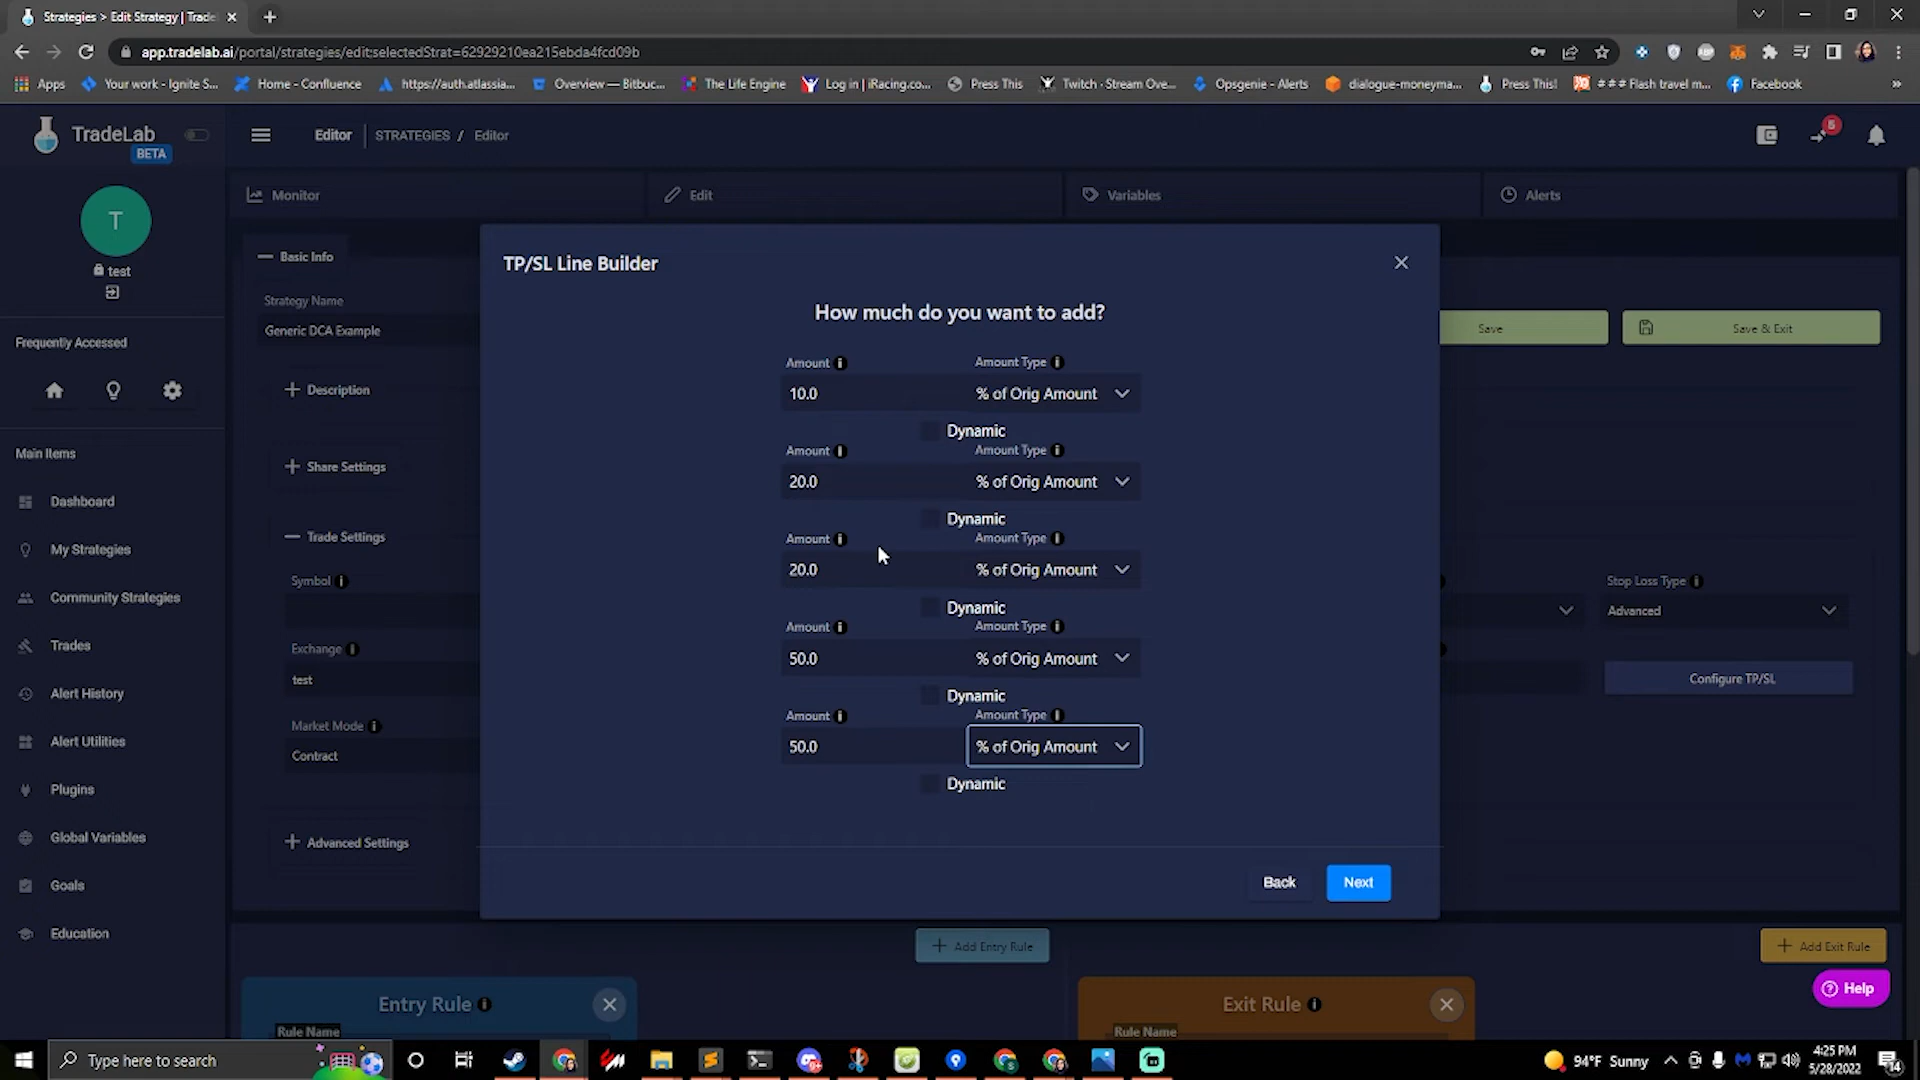 Strategies > Edit Strategy | Trade
app.tradelab.ai/portal/strategies/edit;selectedStrat=62929210ea215ebda4fcd09b
Apps
Your work - Ignite S...
Home - Confluence
https://auth.atlassia...
Overview — Bitbuc...
The Life Engine
Log in | iRacing.co...
Press This
Twitch - Stream Ove...
Opsgenie - Alerts
dialogue-moneyma...
Press This!
# # # Flash travel m...
Facebook
»
TradeLab
BETA
Editor
STRATEGIES / Editor
5
T
test
Monitor
Edit
Variables
Alerts
Frequently Accessed
Main Items
Dashboard
My Strategies
Community Strategies
Trades
Alert History
Alert Utilities
Plugins
Global Variables
Goals
Education
Basic Info
Strategy Name
Generic DCA Example
Description
Share Settings
Trade Settings
Symbol
Exchange
test
Market Mode
Contract
Advanced Settings
TP/SL Line Builder
How much do you want to add?
Amount
Amount Type
10.0
% of Orig Amount
Dynamic
Amount
Amount Type
20.0
% of Orig Amount
Dynamic
Amount
Amount Type
20.0
% of Orig Amount
Dynamic
Amount
Amount Type
50.0
% of Orig Amount
Dynamic
Amount
Amount Type
50.0
% of Orig Amount
Dynamic
Back
Next
Save
Save & Exit
Stop Loss Type
Advanced
Configure TP/SL
Add Entry Rule
Add Exit Rule
Entry Rule
Rule Name
Exit Rule
Rule Name
Help
Type here to search
94°F Sunny
4:25 PM
5/28/2022
14